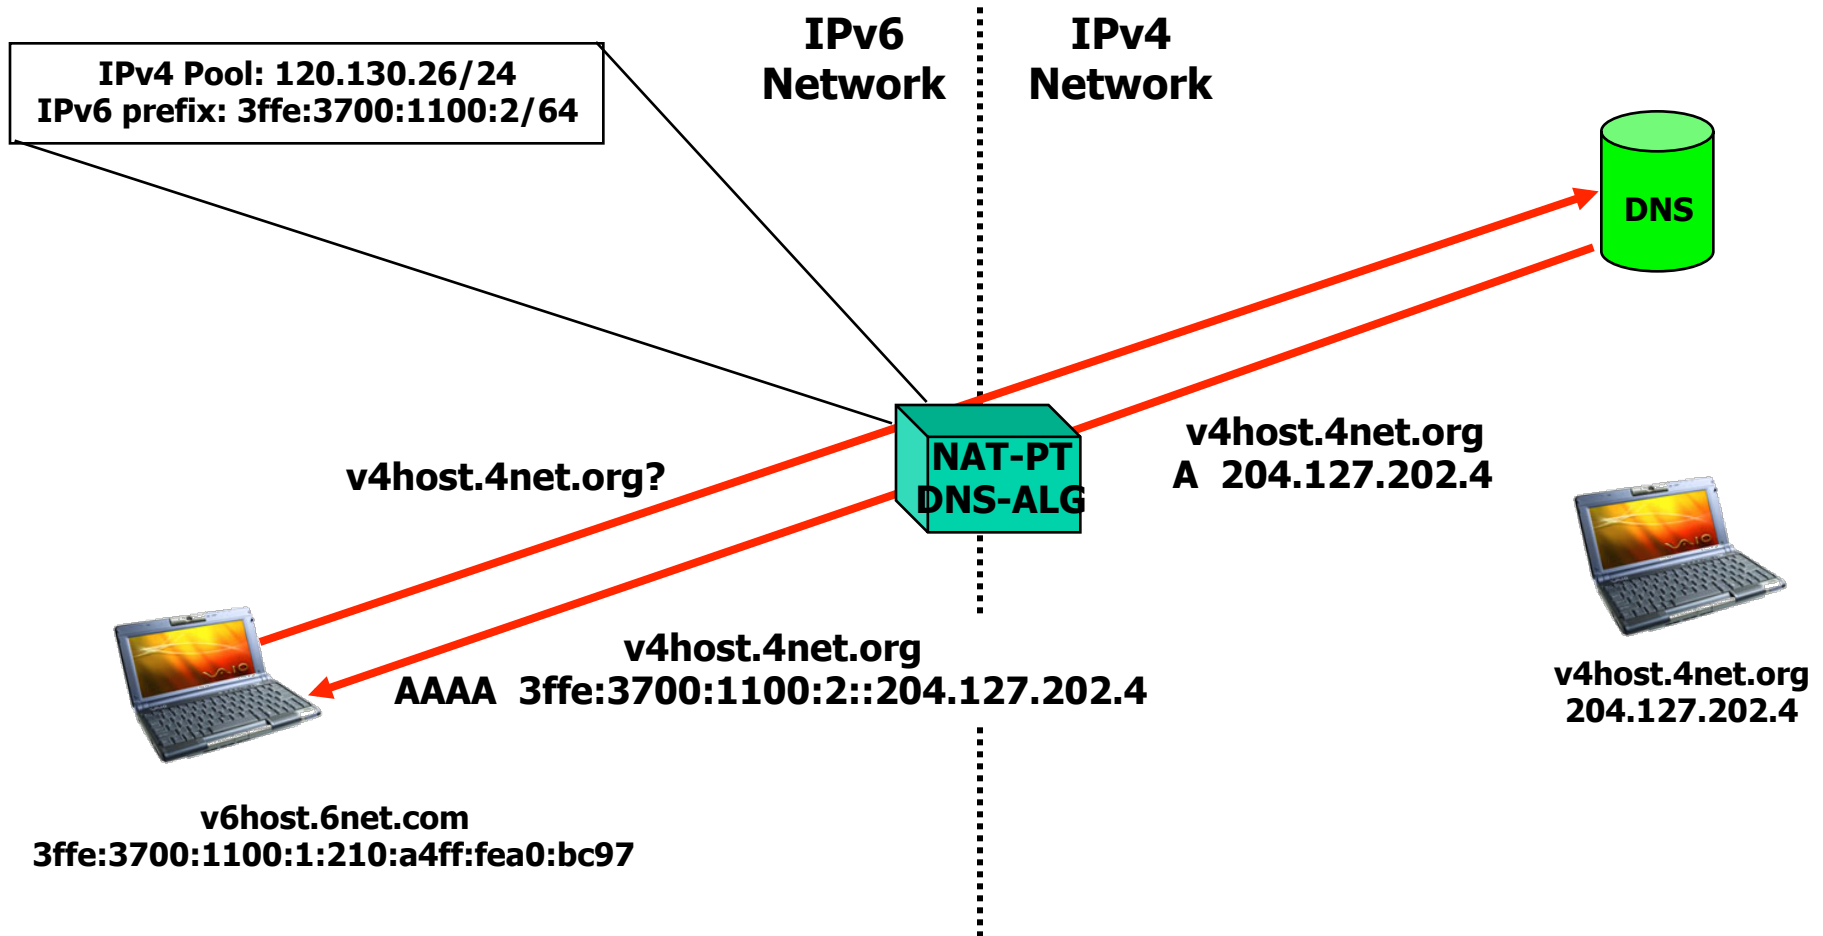 IPv6
Network
IPv4
Network
IPv4 Pool: 120.130.26/24
IPv6 prefix: 3ffe:3700:1100:2/64
DNS
NAT-PT
DNS-ALG
v4host.4net.org?
v4host.4net.org
A 204.127.202.4
v4host.4net.org
AAAA 3ffe:3700:1100:2::204.127.202.4
VAIO
v4host.4net.org
204.127.202.4
VAIO
v6host.6net.com
3ffe:3700:1100:1:210:a4ff:fea0:bc97